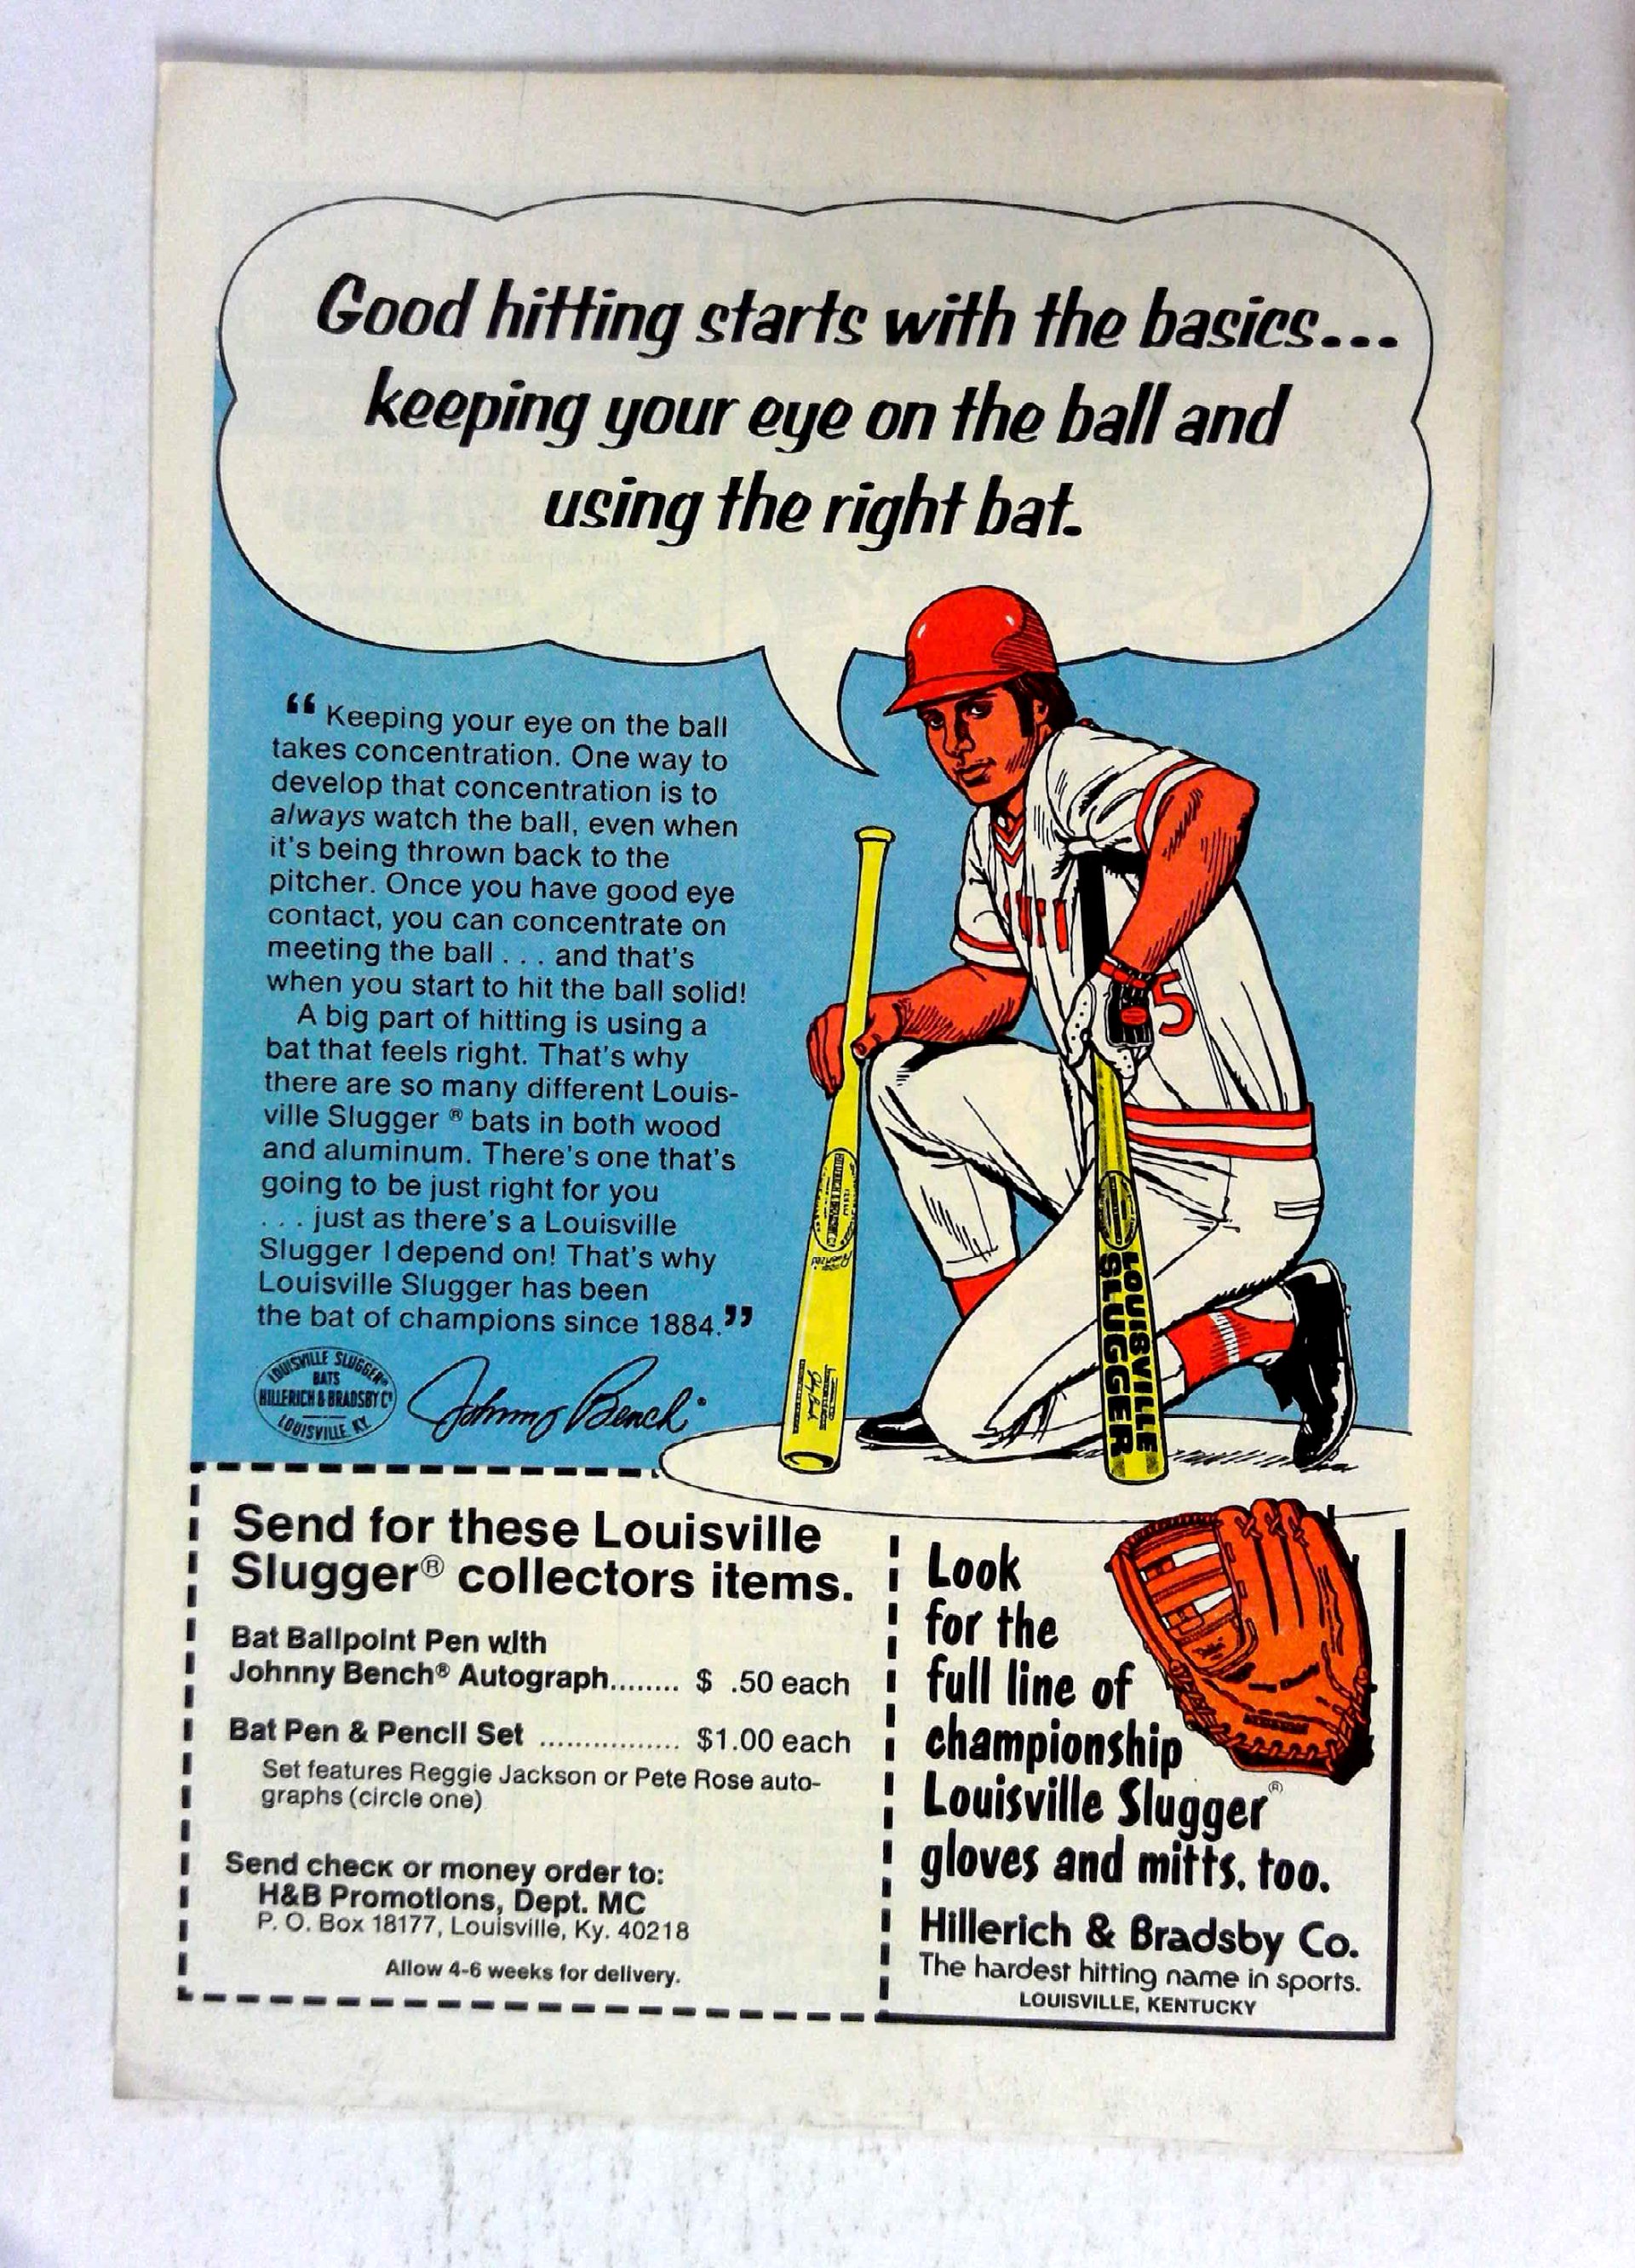 Good hitting starts with the basics...
keeping your eye on the ball and
using the right bat.
“ Keeping your eye on the ball
takes concentration. One way to
develop that concentration is to
always watch the ball, even when
it's being thrown back to the
pitcher. Once you have good eye
contact, you can concentrate on
meeting the ball . . . and that's
when you start to hit the ball solid!
A big part of hitting is using a
bat that feels right. That's why
there are so many different Louis-
ville Slugger ® bats in both wood
and aluminum. There's one that's
going to be just right for you
. . . just as there's a Louisville
Slugger I depend on! That's why
Louisville Slugger has been
the bat of champions since 1884.”
LOUISVILLE SLUGGER®
BATS
HILLERICH & BRADSBY Co
LOUISVILLE KY.
Johnny Bench
5
LOUISVILLE
SLUGGER
Send for these Louisville
Slugger® collectors items.
Bat Ballpoint Pen with
Johnny Bench® Autograph........ $ .50 each
Bat Pen & Pencil Set ................ $1.00 each
Set features Reggie Jackson or Pete Rose auto-
graphs (circle one)
Send check or money order to:
H&B Promotions, Dept. MC
P. O. Box 18177, Louisville, Ky. 40218
Allow 4-6 weeks for delivery.
Look
for the
full line of
championship
Louisville Slugger®
gloves and mitts, too.
Hillerich & Bradsby Co.
The hardest hitting name in sports.
LOUISVILLE, KENTUCKY